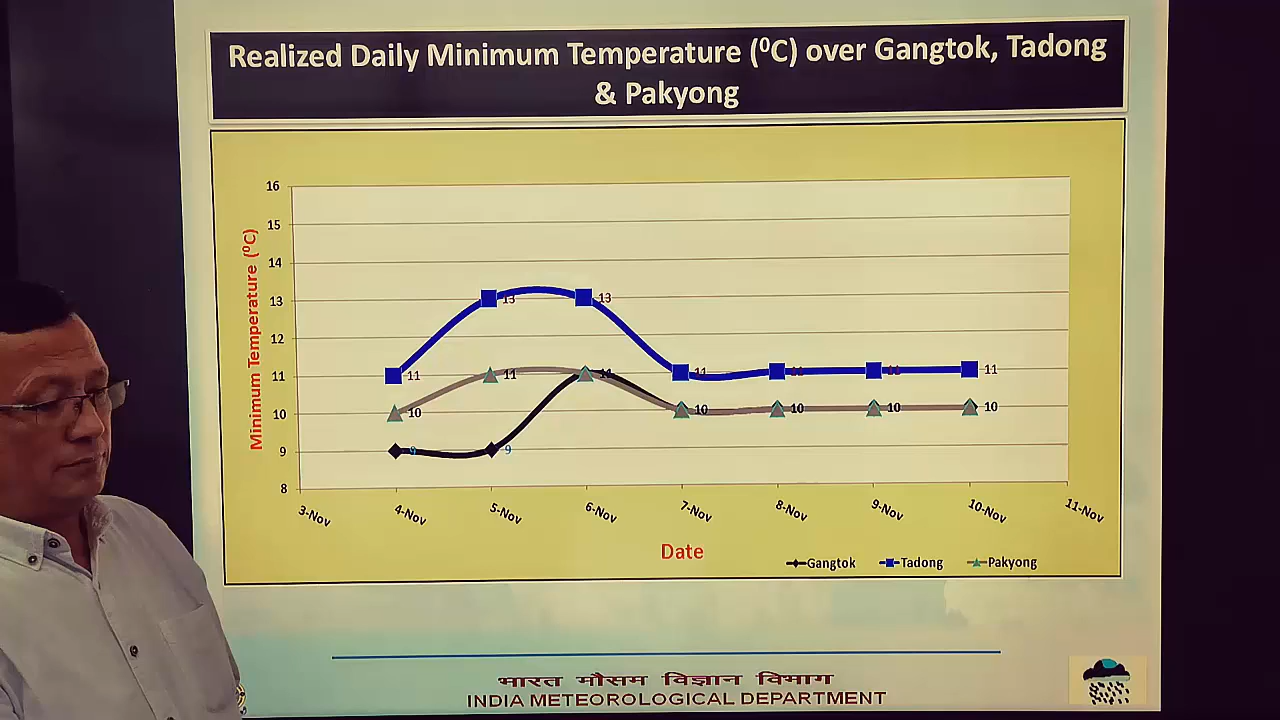 Realized Daily Minimum Temperature (⁰C) over Gangtok, Tadong
& Pakyong
Minimum Temperature (⁰C)
16
15
14
13
12
11
10
9
8
13
13
11
11
11
11
11
11
11
10
10
10
10
10
9
9
3-Nov
4-Nov
5-Nov
6-Nov
7-Nov
8-Nov
9-Nov
10-Nov
11-Nov
Date
Gangtok
Tadong
Pakyong
भारत मौसम विज्ञान विभाग
INDIA METEOROLOGICAL DEPARTMENT